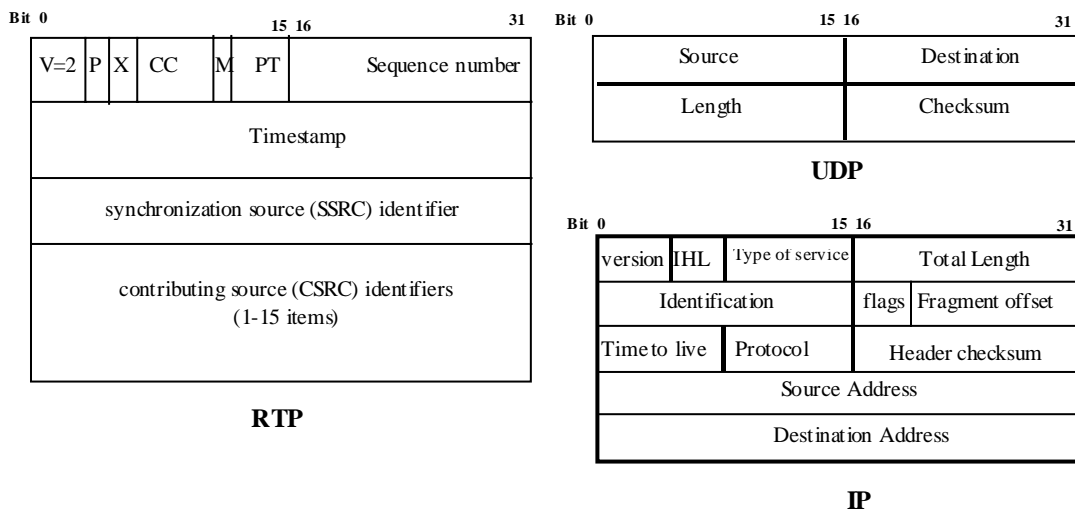 Bit 0 15 16 31
V=2 P X CC M PT Sequence number
Timestamp
synchronization source (SSRC) identifier
contributing source (CSRC) identifiers
(1-15 items)
RTP
Bit 0 15 16 31
Source Destination
Length Checksum
UDP
Bit 0 15 16 31
version IHL Type of service Total Length
Identification flags Fragment offset
Time to live Protocol Header checksum
Source Address
Destination Address
IP